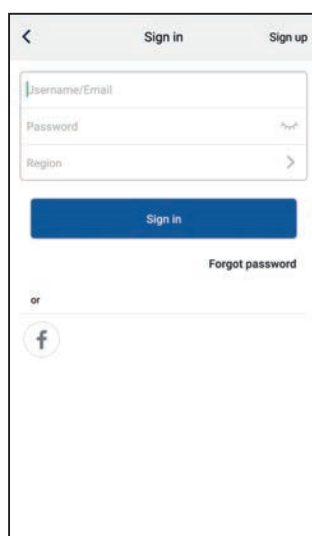 Sign in Sign up
Username/Email
Password
Region
Sign in
Forgot password
or
f